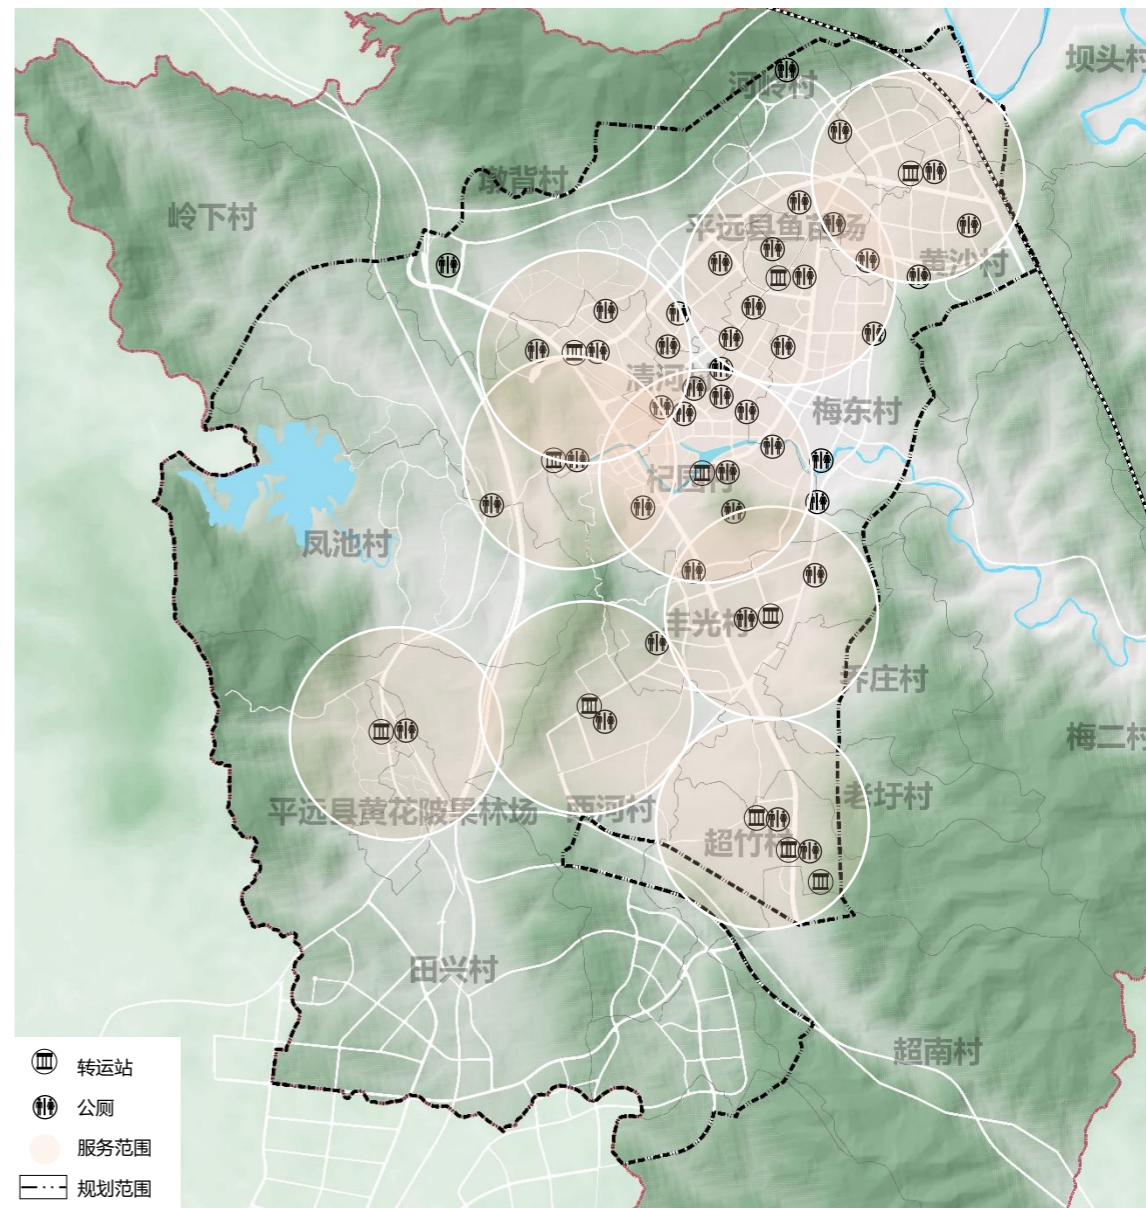 坝头村
河岭村
墩背村
岭下村
平远县鱼苗场
黄沙村
清河
梅东村
杞园村
凤池村
丰光村
乔庄村
梅二村
老圩村
平远县黄花陂果林场
西河村
超竹村
田兴村
超南村
转运站
公厕
服务范围
规划范围